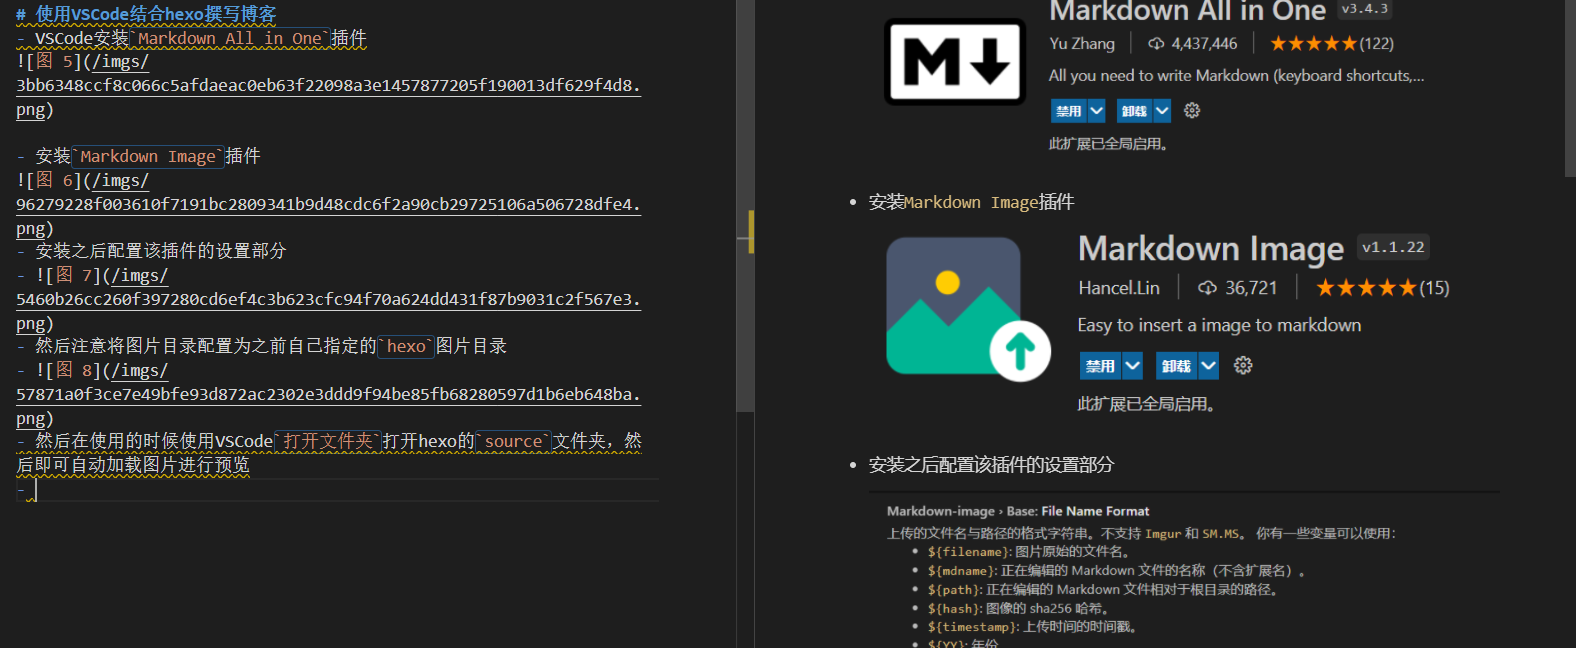 # 使用VSCode结合hexo撰写博客
- VSCode安装`Markdown All in One`插件
![图 5](/imgs/
3bb6348ccf8c066c5afdaeac0eb63f22098a3e1457877205f190013df629f4d8.
png)
- 安装`Markdown Image`插件
![图 6](/imgs/
96279228f003610f7191bc2809341b9d48cdc6f2a90cb29725106a506728dfe4.
png)
- 安装之后配置该插件的设置部分
- ![图 7](/imgs/
5460b26cc260f397280cd6ef4c3b623cfc94f70a624dd431f87b9031c2f567e3.
png)
- 然后注意将图片目录配置为之前自己指定的`hexo`图片目录
- ![图 8](/imgs/
57871a0f3ce7e49bfe93d872ac2302e3ddd9f94be85fb68280597d1b6eb648ba.
png)
- 然后在使用的时候使用VSCode`打开文件夹`打开hexo的`source`文件夹，然
后即可自动加载图片进行预览
-
Markdown All in One v3.4.3
Yu Zhang 4,437,446 ★★★★★(122)
All you need to write Markdown (keyboard shortcuts,...
禁用 卸载
此扩展已全局启用。
• 安装Markdown Image插件
Markdown Image v1.1.22
Hancel.Lin 36,721 ★★★★★(15)
Easy to insert a image to markdown
禁用 卸载
此扩展已全局启用。
• 安装之后配置该插件的设置部分
Markdown-image › Base: File Name Format
上传的文件名与路径的格式字符串。不支持 Imgur 和 SM.MS。 你有一些变量可以使用：
• ${filename}: 图片原始的文件名。
• ${mdname}: 正在编辑的 Markdown 文件的名称（不含扩展名）。
• ${path}: 正在编辑的 Markdown 文件相对于根目录的路径。
• ${hash}: 图像的 sha256 哈希。
• ${timestamp}: 上传时间的时间戳。
• ${YY}: 年份